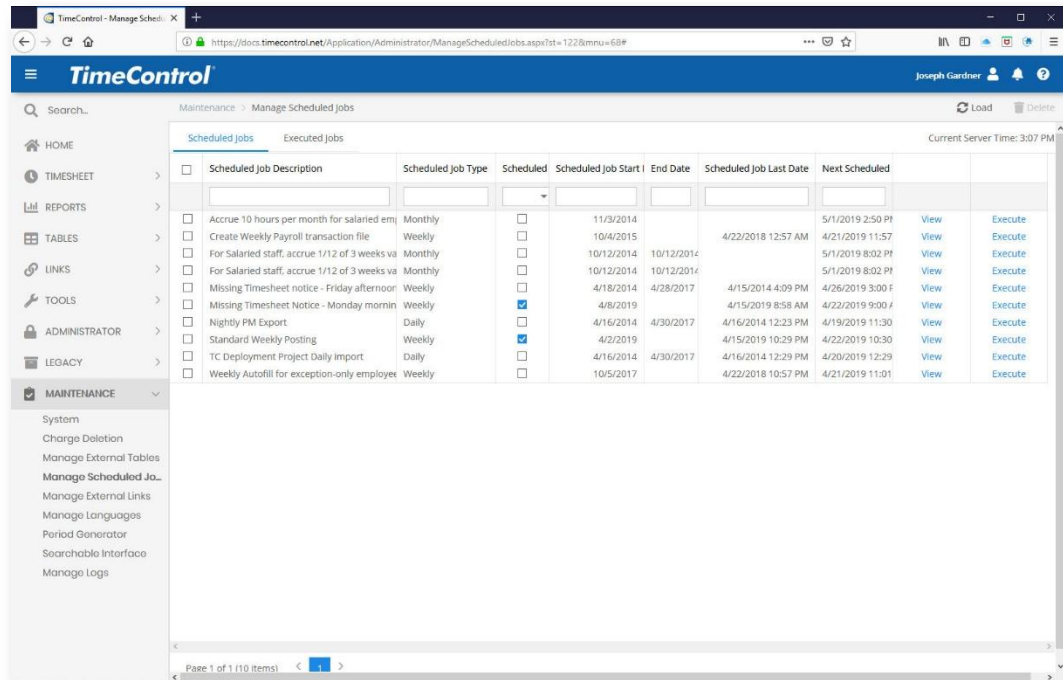 TimeControl - Manage Schedu
https://docs.timecontrol.net/Application/Administrator/ManageScheduledJobs.aspx?st=122&mnu=68#
TimeControl
Joseph Gardner
Search...
Maintenance > Manage Scheduled Jobs
Load
Delete
HOME
TIMESHEET
REPORTS
TABLES
LINKS
TOOLS
ADMINISTRATOR
LEGACY
MAINTENANCE
System
Charge Deletion
Manage External Tables
Manage Scheduled Jo...
Manage External Links
Manage Languages
Period Generator
Searchable Interface
Manage Logs
Scheduled Jobs Executed Jobs
Current Server Time: 3:07 PM
Scheduled Job Description Scheduled Job Type Scheduled Scheduled Job Start End Date Scheduled Job Last Date Next Scheduled
Accrue 10 hours per month for salaried em Monthly 11/3/2014 5/1/2019 2:50 PM View Execute
Create Weekly Payroll transaction file Weekly 10/4/2015 4/22/2018 12:57 AM 4/21/2019 11:57 View Execute
For Salaried staff, accrue 1/12 of 3 weeks va Monthly 10/12/2014 10/12/2014 5/1/2019 8:02 PM View Execute
For Salaried staff, accrue 1/12 of 3 weeks va Monthly 10/12/2014 10/12/2014 5/1/2019 8:02 PM View Execute
Missing Timesheet notice - Friday afternoon Weekly 4/18/2014 4/28/2017 4/15/2014 4:09 PM 4/26/2019 3:00 P View Execute
Missing Timesheet Notice - Monday mornin Weekly 4/8/2019 4/15/2019 8:58 AM 4/22/2019 9:00 A View Execute
Nightly PM Export Daily 4/16/2014 4/30/2017 4/16/2014 12:23 PM 4/19/2019 11:30 View Execute
Standard Weekly Posting Weekly 4/2/2019 4/15/2019 10:29 PM 4/22/2019 10:30 View Execute
TC Deployment Project Daily import Daily 4/16/2014 4/30/2017 4/16/2014 12:29 PM 4/20/2019 12:29 View Execute
Weekly Autofill for exception-only employee Weekly 10/5/2017 4/22/2018 10:57 PM 4/21/2019 11:01 View Execute
Page 1 of 1 (10 items) < 1 >